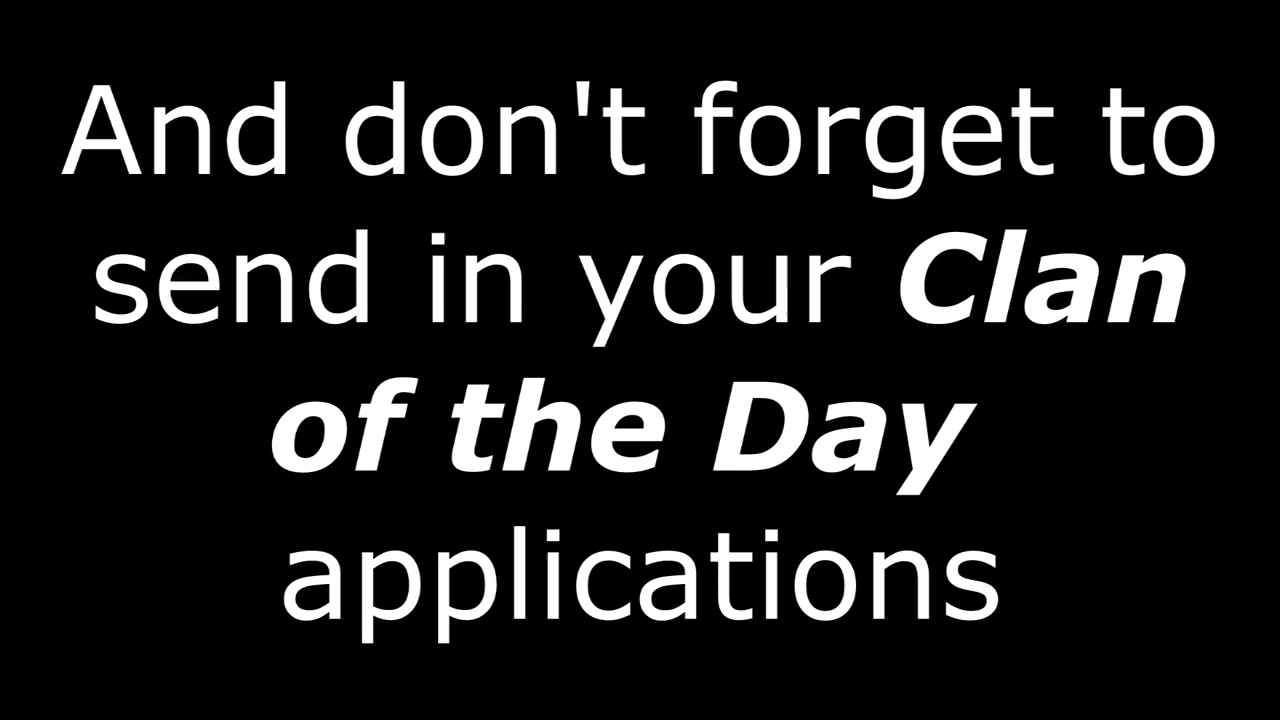 And don't forget to
send in your Clan
of the Day
applications